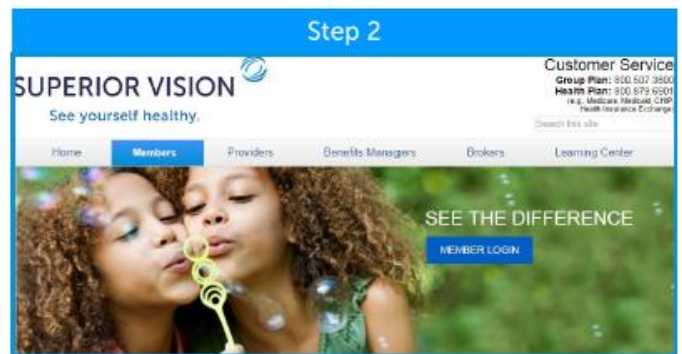 Step 2
SUPERIOR VISION
See yourself healthy.
Customer Service
Group Plan: 800.507.3800
Health Plan: 800.879.6901
(e.g. Medicare, Medicaid, CHIP,
Health Insurance Exchange)
Search this site
Home Members Providers Benefits Managers Brokers Learning Center
SEE THE DIFFERENCE
MEMBER LOGIN